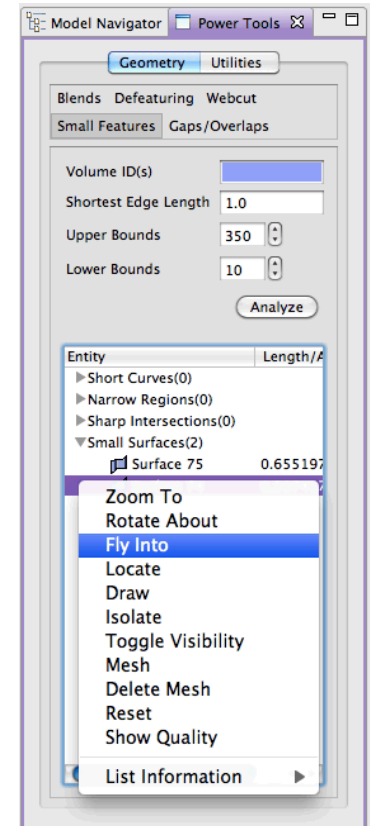 Model Navigator Power Tools
Geometry Utilities
Blends Defeaturing Webcut
Small Features Gaps/Overlaps
Volume ID(s)
Shortest Edge Length 1.0
Upper Bounds 350
Lower Bounds 10
Analyze
Entity Length/A
Short Curves(0)
Narrow Regions(0)
Sharp Intersections(0)
Small Surfaces(2)
Surface 75 0.655197
Zoom To
Rotate About
Fly Into
Locate
Draw
Isolate
Toggle Visibility
Mesh
Delete Mesh
Reset
Show Quality
List Information